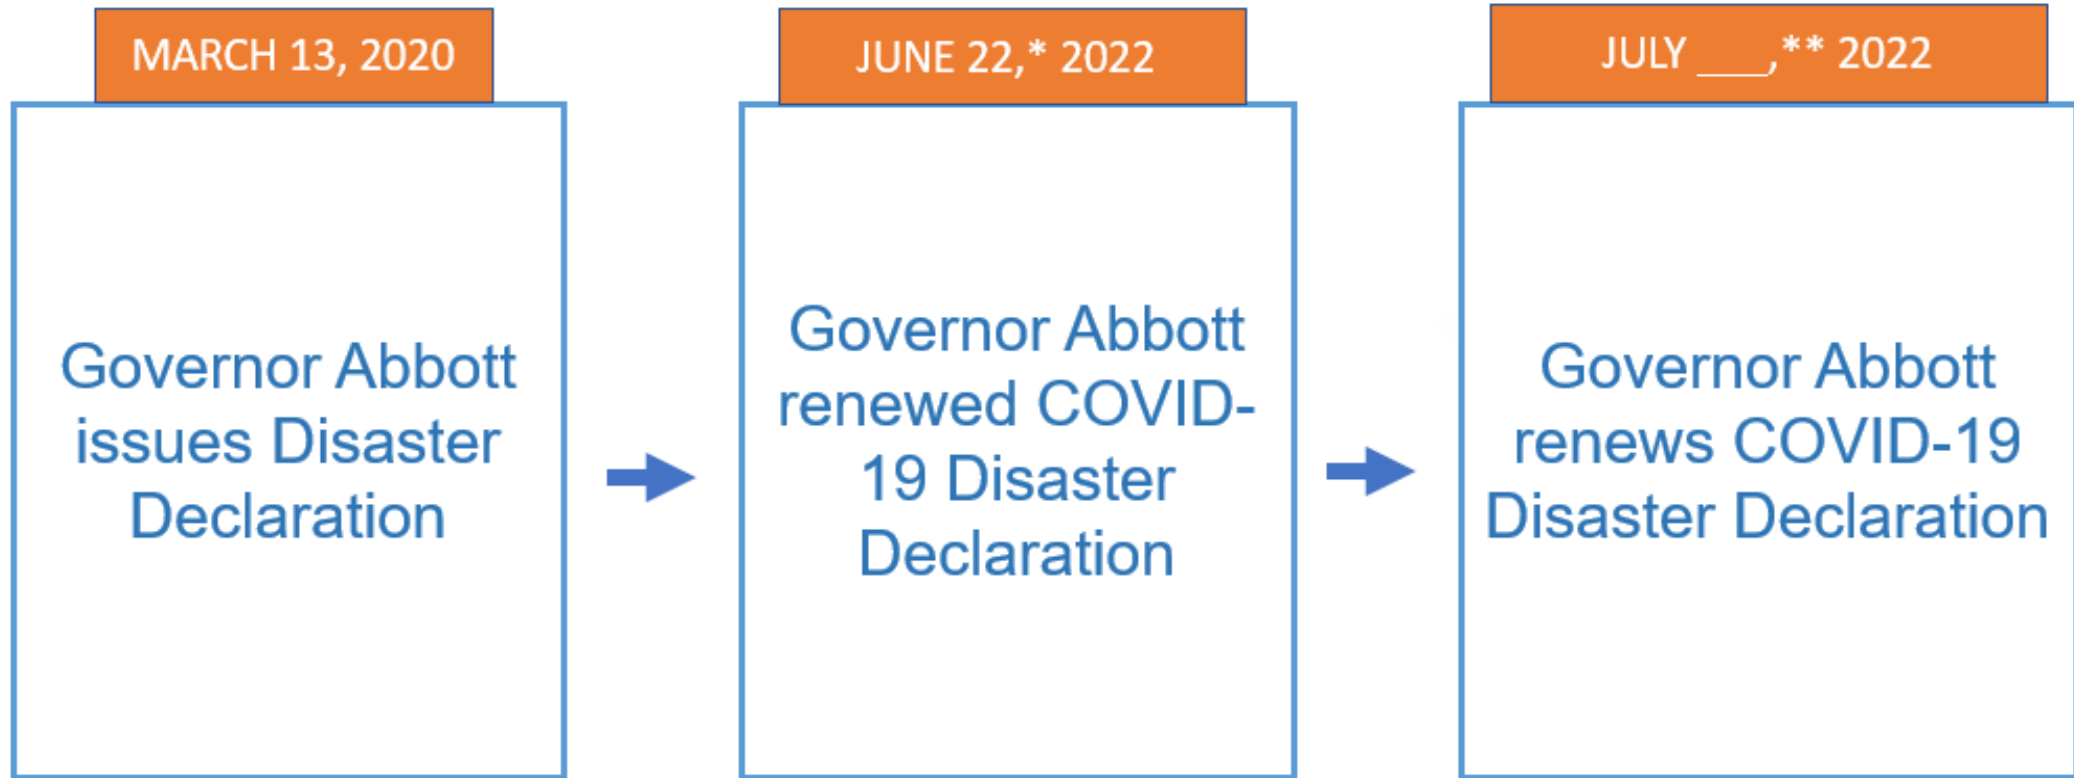 MARCH 13, 2020
Governor Abbott
issues Disaster
Declaration
JUNE 22,* 2022
Governor Abbott
renewed COVID-
19 Disaster
Declaration
JULY ___,** 2022
Governor Abbott
renews COVID-19
Disaster Declaration